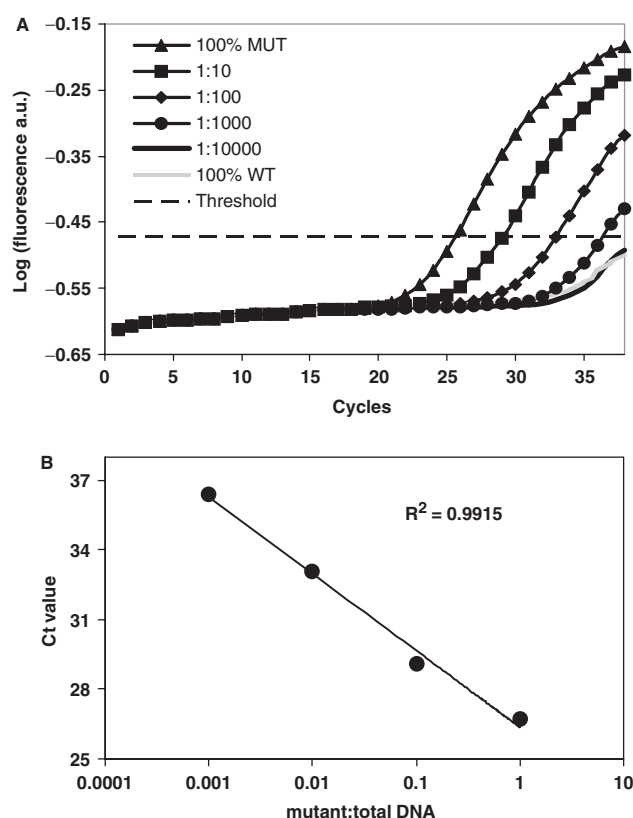 A
−0.15
−0.25
−0.35
−0.45
−0.55
−0.65
Log (fluorescence a.u.)
100% MUT
1:10
1:100
1:1000
1:10000
100% WT
Threshold
0 5 10 15 20 25 30 35
Cycles
B
37
34
31
28
25
Ct value
R² = 0.9915
0.0001 0.001 0.01 0.1 1 10
mutant:total DNA